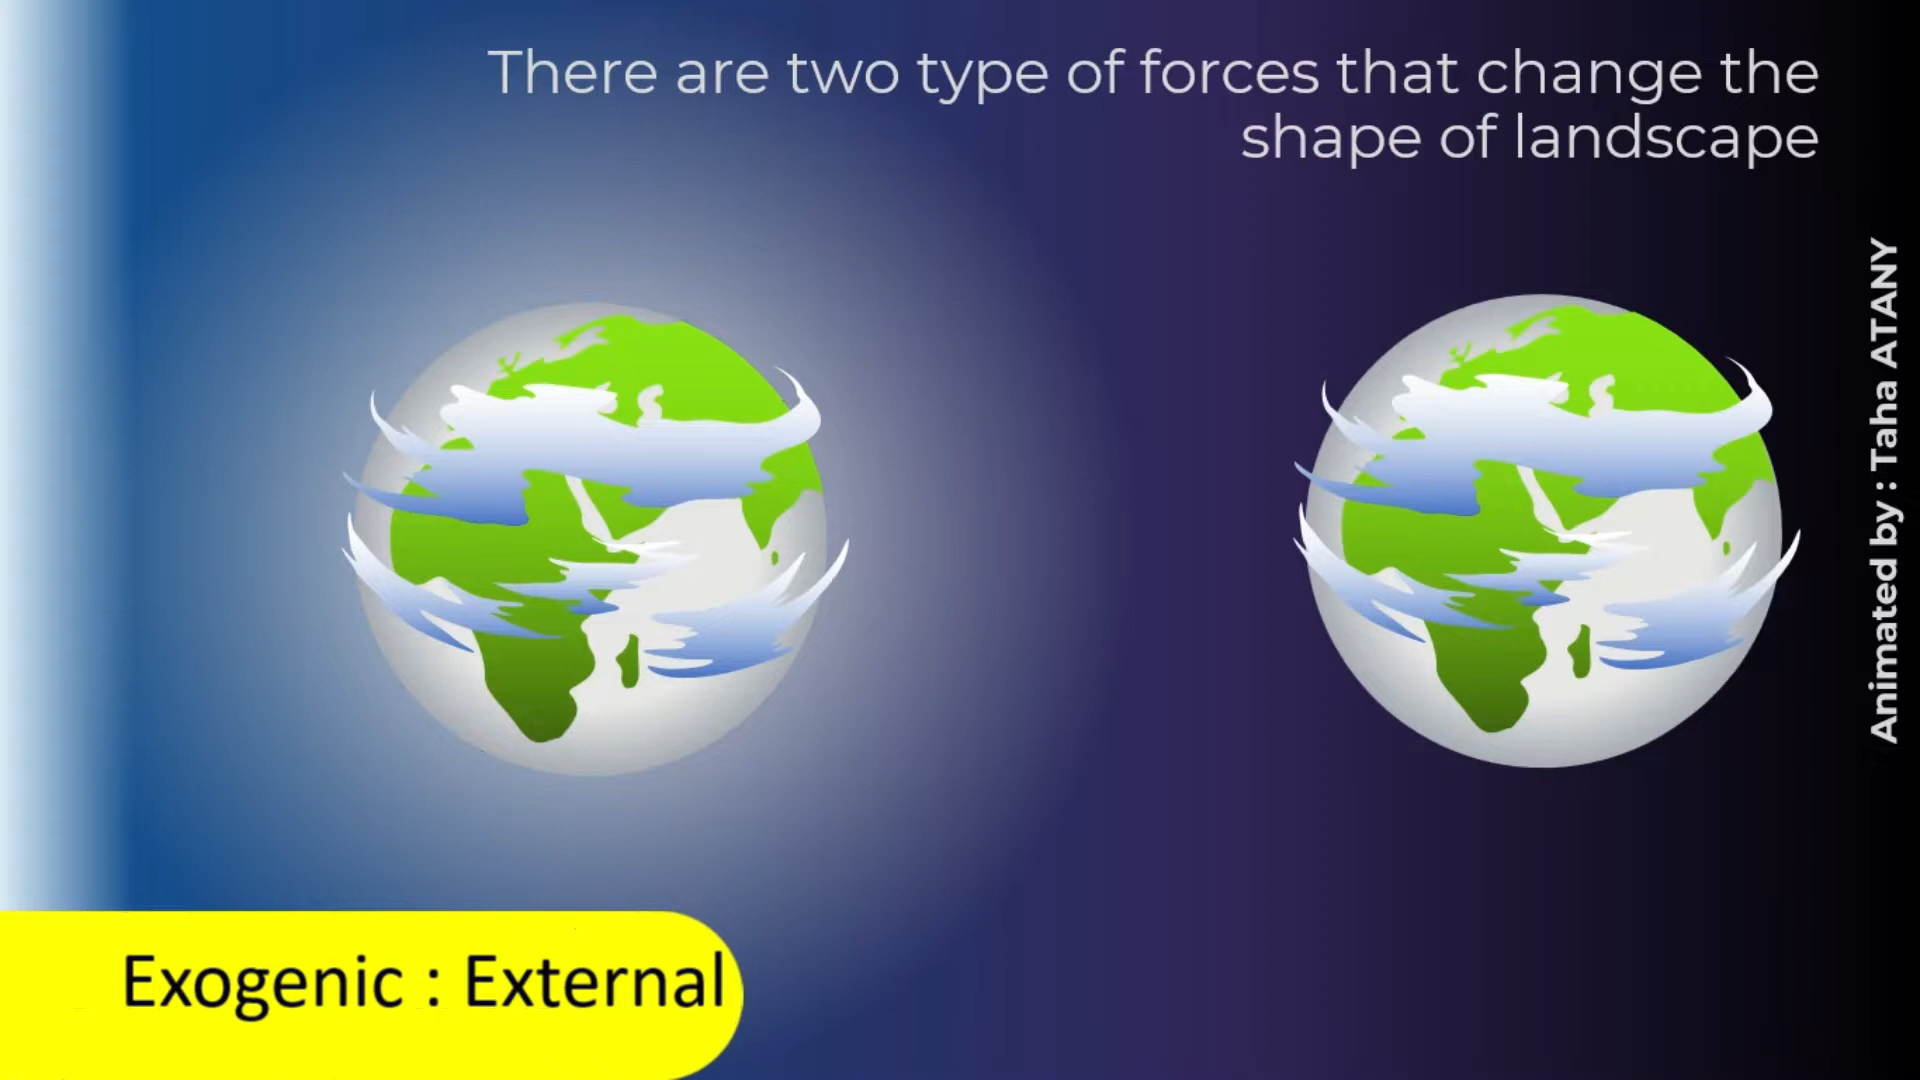 There are two type of forces that change the
shape of landscape
Animated by : Taha ATANY
Exogenic : External